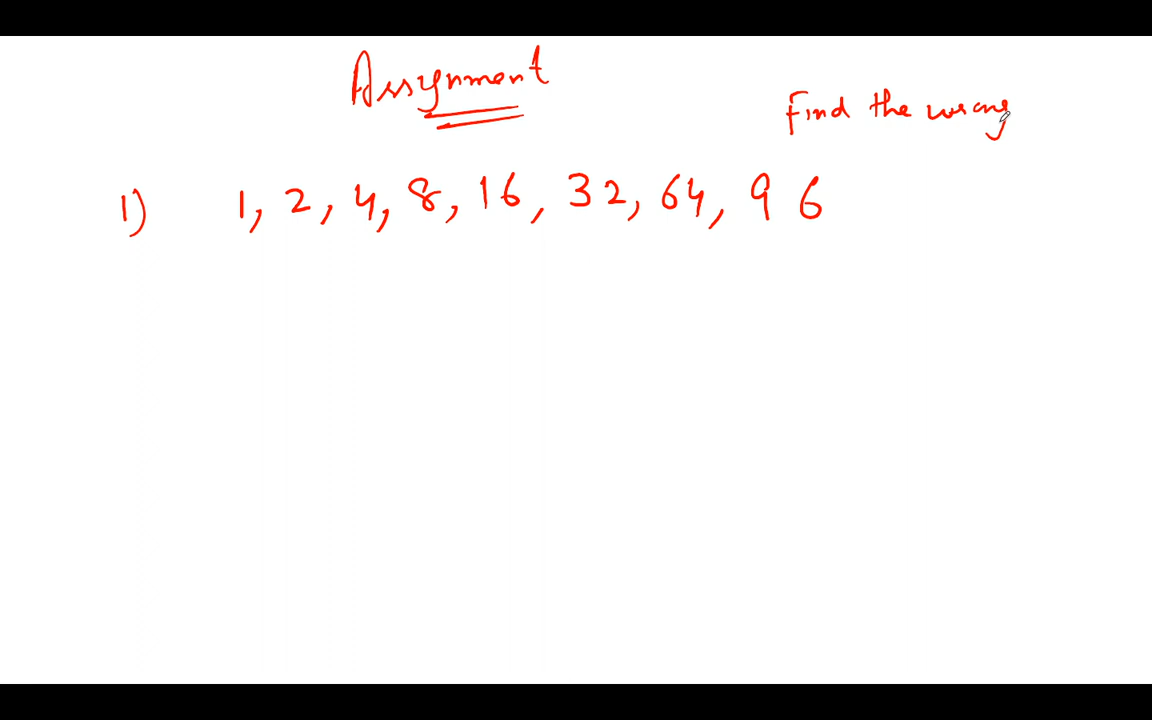 Assignment
Find the wrong
1) 1, 2, 4, 8, 16, 32, 64, 96